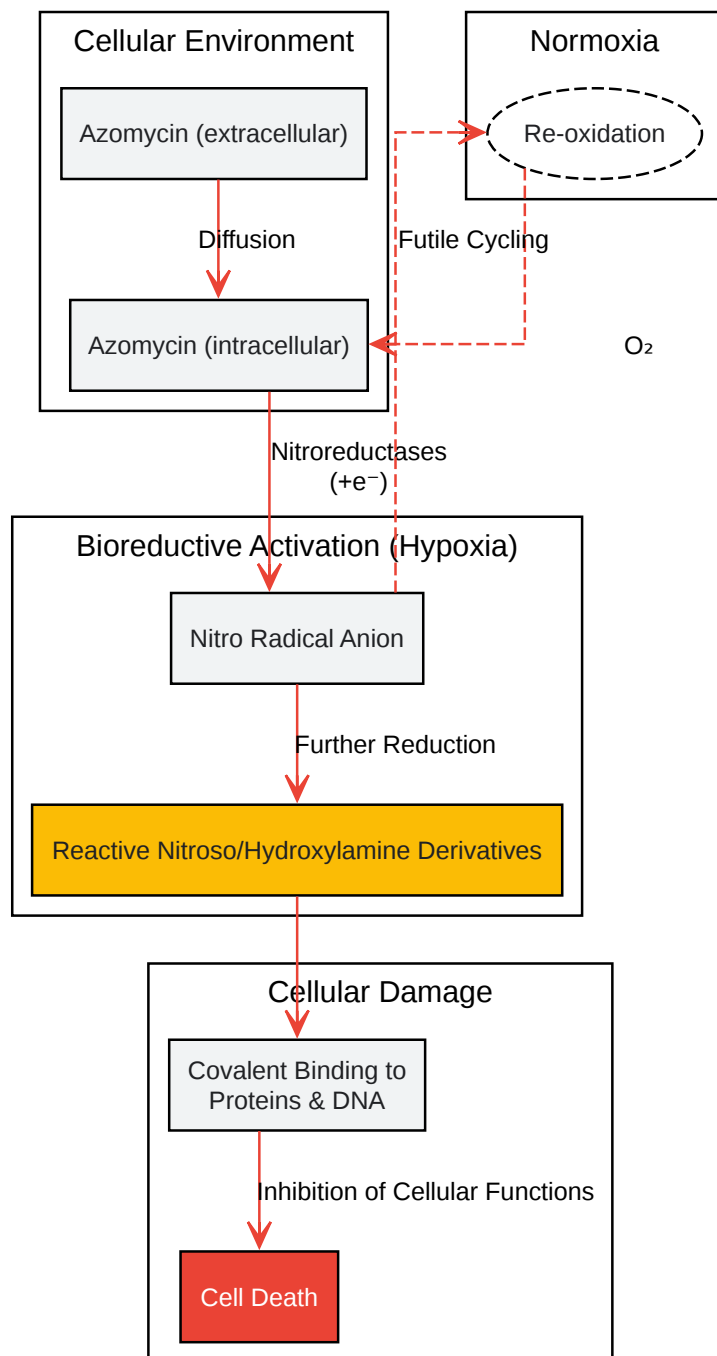 Cellular Environment
Normoxia
Azomycin (extracellular)
Re-oxidation
Diffusion
Futile Cycling
Azomycin (intracellular)
O₂
Nitroreductases
(+e⁻)
Bioreductive Activation (Hypoxia)
Nitro Radical Anion
Further Reduction
Reactive Nitroso/Hydroxylamine Derivatives
Cellular Damage
Covalent Binding to
Proteins & DNA
Inhibition of Cellular Functions
Cell Death